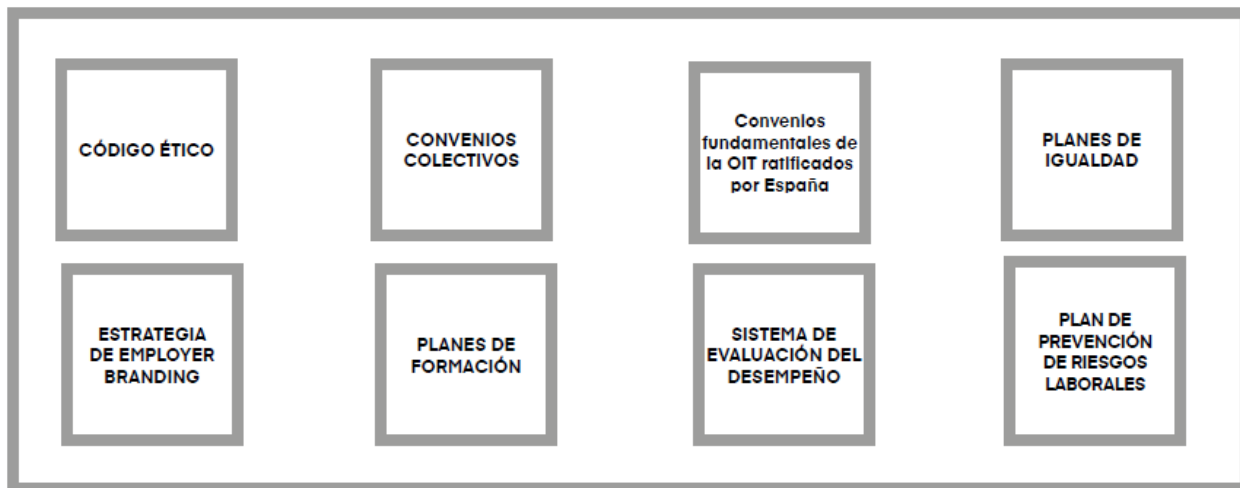 CÓDIGO ÉTICO
CONVENIOS
COLECTIVOS
Convenios
fundamentales de
la OIT ratificados
por España
PLANES DE
IGUALDAD
ESTRATEGIA
DE EMPLOYER
BRANDING
PLANES DE
FORMACIÓN
SISTEMA DE
EVALUACIÓN DEL
DESEMPEÑO
PLAN DE
PREVENCIÓN
DE RIESGOS
LABORALES